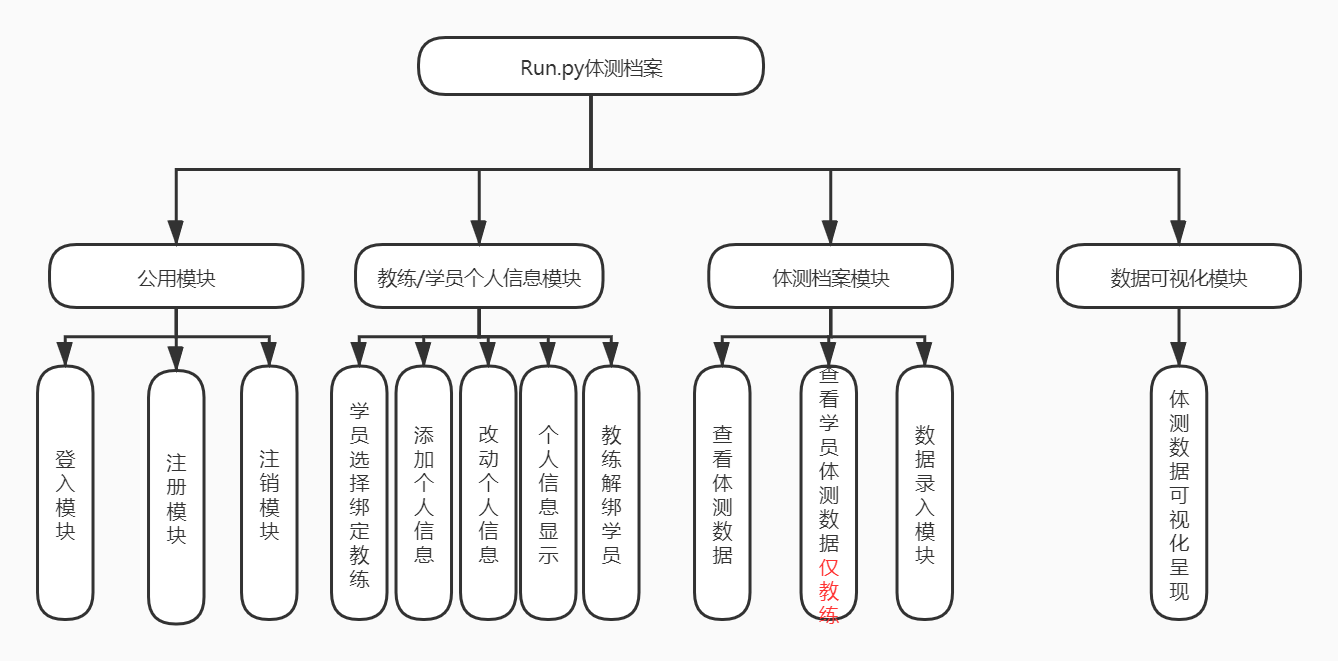 Run.py体测档案
公用模块
教练/学员个人信息模块
体测档案模块
数据可视化模块
登入模块
注册模块
注销模块
学员选择绑定教练
添加个人信息
改动个人信息
个人信息显示
教练解绑学员
查看体测数据
查看学员体测数据仅教练
数据录入模块
体测数据可视化呈现